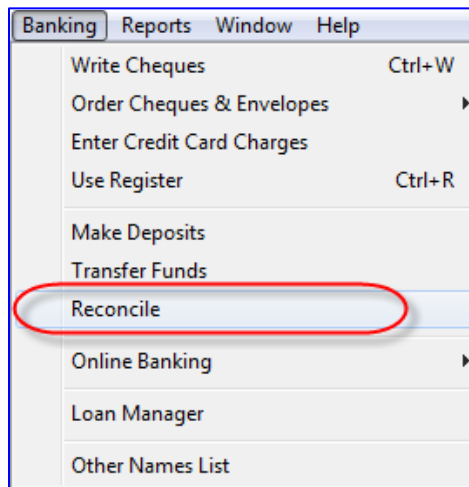 Banking Reports Window Help
Write Cheques Ctrl+W
Order Cheques & Envelopes
Enter Credit Card Charges
Use Register Ctrl+R
Make Deposits
Transfer Funds
Reconcile
Online Banking
Loan Manager
Other Names List